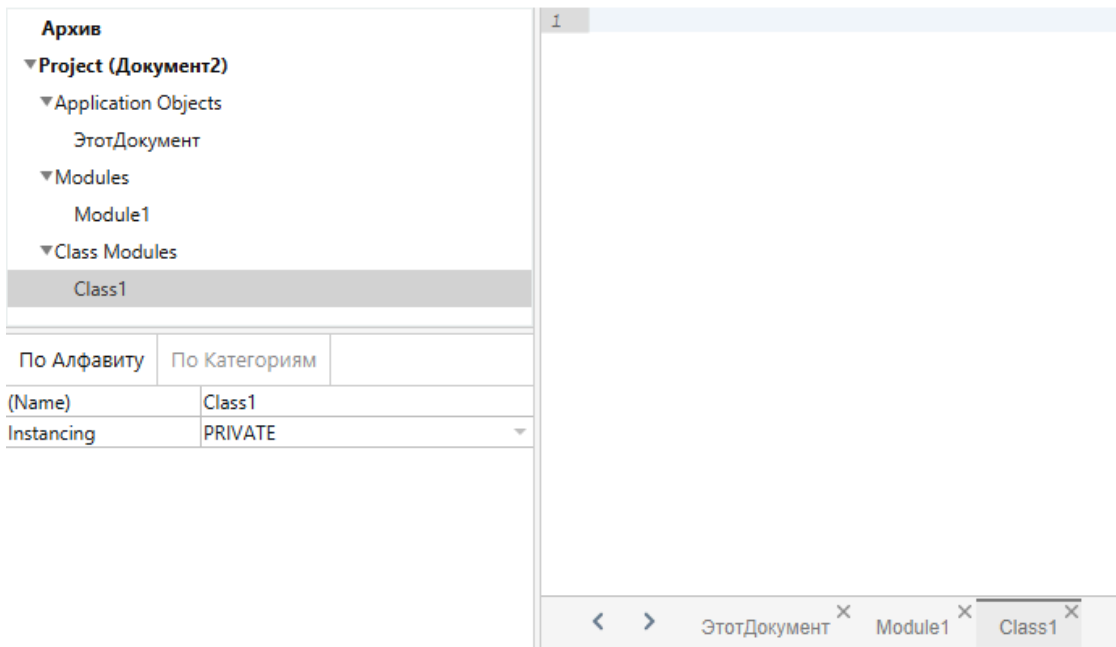 Архив
Project (Документ2)
Application Objects
ЭтотДокумент
Modules
Module1
Class Modules
Class1
По Алфавиту По Категориям
(Name) Class1
Instancing PRIVATE
1
ЭтотДокумент Module1 Class1